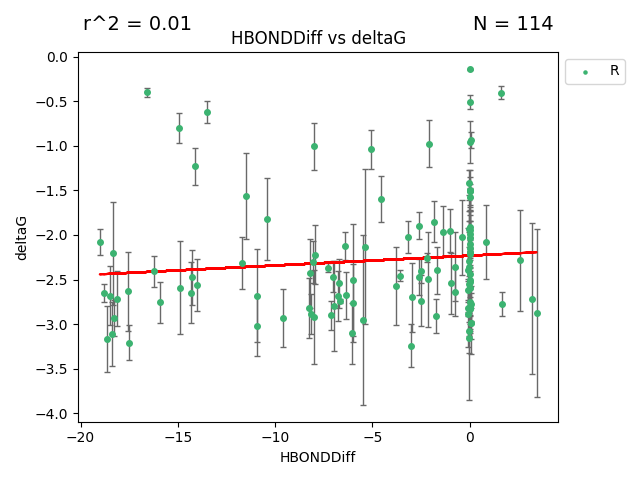 r^2 = 0.01
N = 114
HBONDDiff vs deltaG
R
0.0
−0.5
−1.0
−1.5
−2.0
−2.5
−3.0
−3.5
−4.0
deltaG
−20
−15
−10
−5
0
HBONDDiff